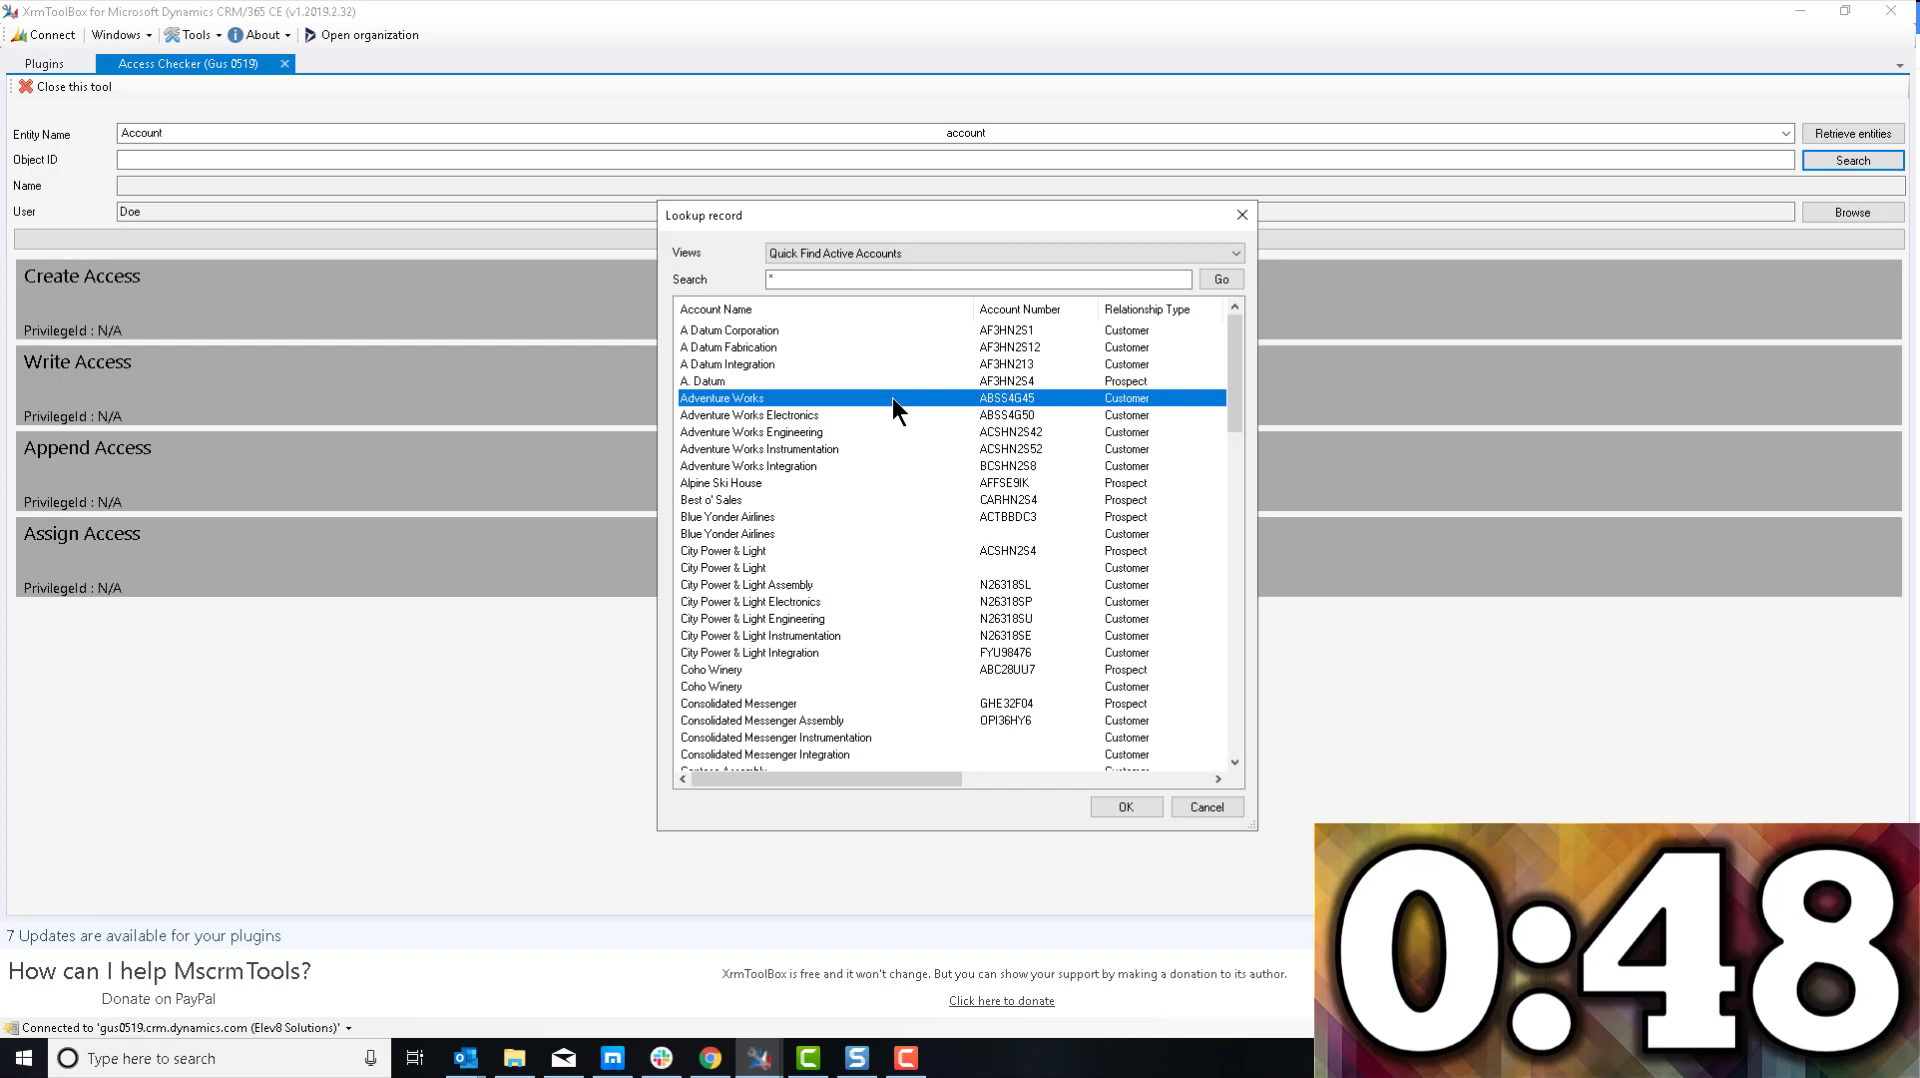 XrmToolBox for Microsoft Dynamics CRM/365 CE (v1.2019.2.32)
Connect Windows Tools About Open organization
Plugins Access Checker (Gus 0519)
Close this tool
Entity Name Account account Retrieve entities
Object ID Search
Name
User Doe Browse
Create Access
PrivilegeId : N/A
Write Access
PrivilegeId : N/A
Append Access
PrivilegeId : N/A
Assign Access
PrivilegeId : N/A
Lookup record
Views Quick Find Active Accounts
Search * Go
Account Name Account Number Relationship Type
A Datum Corporation AF3HN2S1 Customer
A Datum Fabrication AF3HN2S12 Customer
A Datum Integration AF3HN213 Customer
A. Datum AF3HN2S4 Prospect
Adventure Works ABSS4G45 Customer
Adventure Works Electronics ABSS4G50 Customer
Adventure Works Engineering ACSHN2S42 Customer
Adventure Works Instrumentation ACSHN2S52 Customer
Adventure Works Integration BCSHN2S8 Customer
Alpine Ski House AFFSE9IK Prospect
Best o' Sales CARHN2S4 Prospect
Blue Yonder Airlines ACTBBDC3 Prospect
Blue Yonder Airlines Customer
City Power & Light ACSHN2S4 Prospect
City Power & Light Customer
City Power & Light Assembly N26318SL Customer
City Power & Light Electronics N26318SP Customer
City Power & Light Engineering N26318SU Customer
City Power & Light Instrumentation N26318SE Customer
City Power & Light Integration FYU98476 Customer
Coho Winery ABC28UU7 Prospect
Coho Winery Customer
Consolidated Messenger GHE32F04 Prospect
Consolidated Messenger Assembly OPI36HY6 Customer
Consolidated Messenger Instrumentation Customer
Consolidated Messenger Integration Customer
OK Cancel
7 Updates are available for your plugins
How can I help MscrmTools?
Donate on PayPal
XrmToolBox is free and it won't change. But you can show your support by making a donation to its author.
Click here to donate
Connected to 'gus0519.crm.dynamics.com (Elev8 Solutions)'
Type here to search
0:48